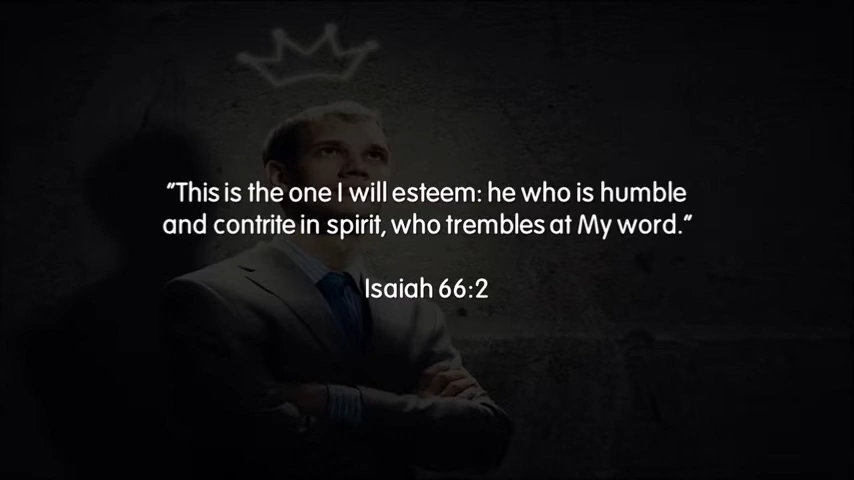 “This is the one I will esteem: he who is humble
and contrite in spirit, who trembles at My word.”
Isaiah 66:2